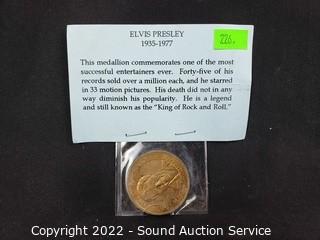 ELVIS PRESLEY
1935-1977
226.
This medallion commemorates one of the most
successful entertainers ever. Forty-five of his
records sold over a million each, and he starred
in 33 motion pictures. His death did not in any
way diminish his popularity. He is a legend
and still known as the "King of Rock and Roll."
Copyright 2022 - Sound Auction Service